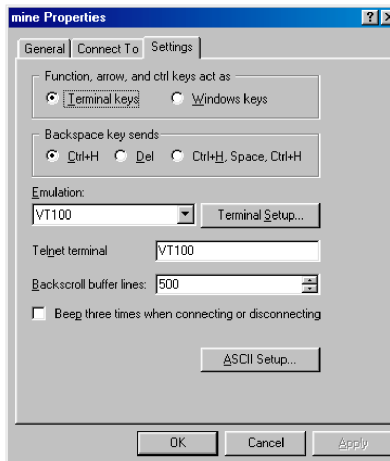 mine Properties
General Connect To Settings
Function, arrow, and ctrl keys act as
Terminal keys Windows keys
Backspace key sends
Ctrl+H Del Ctrl+H, Space, Ctrl+H
Emulation:
VT100 Terminal Setup...
Telnet terminal VT100
Backscroll buffer lines: 500
Beep three times when connecting or disconnecting
ASCII Setup...
OK Cancel Apply